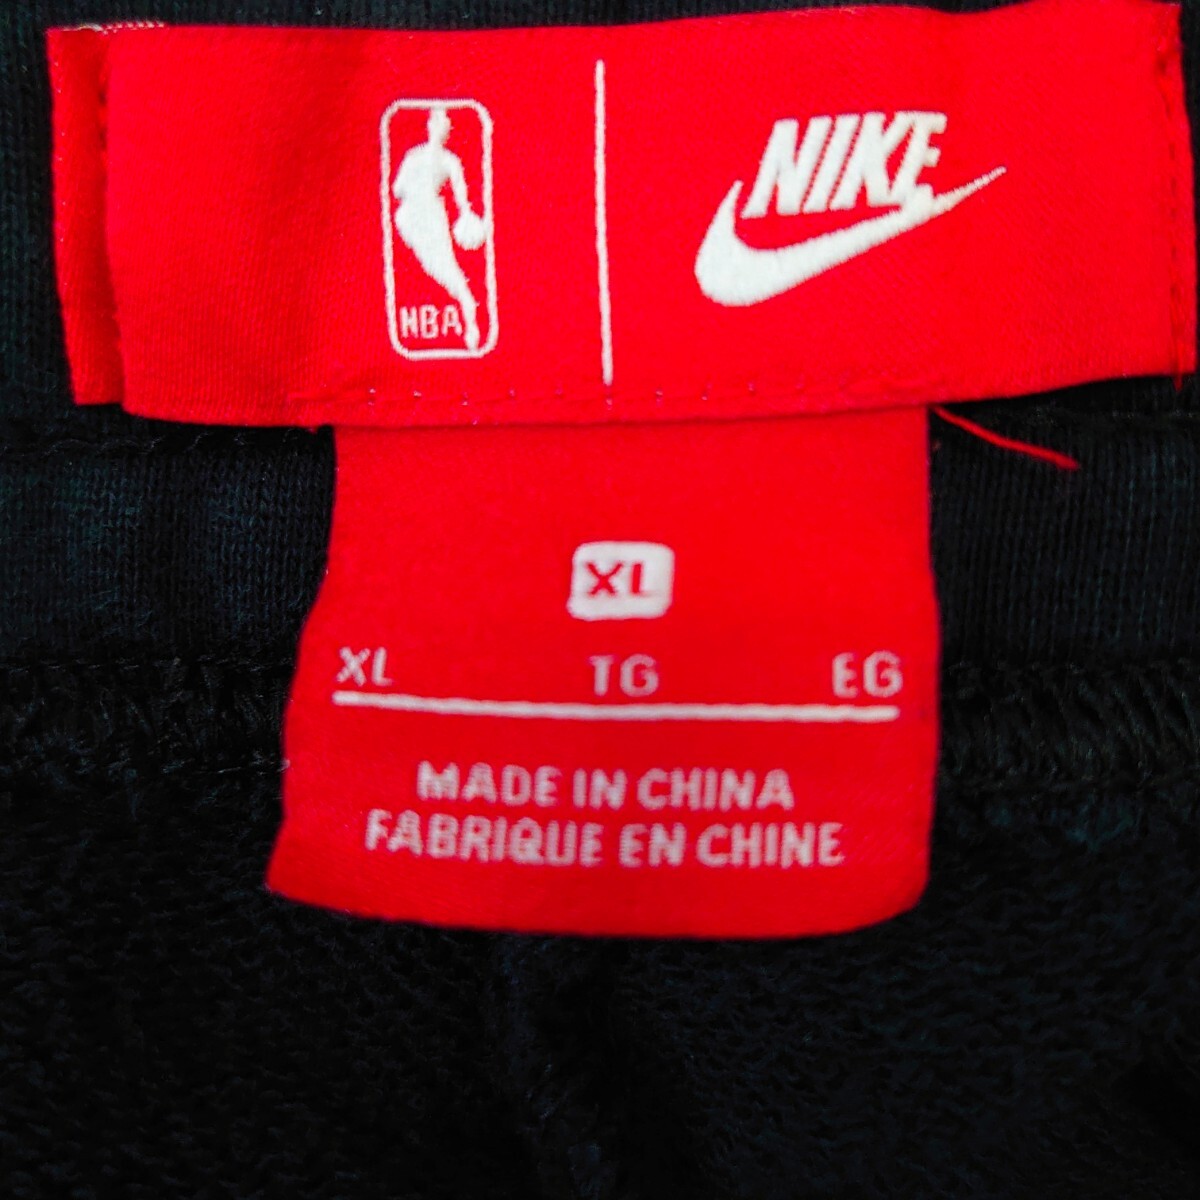 NBA NIKE
XL
XL TG EG
MADE IN CHINA
FABRIQUE EN CHINE